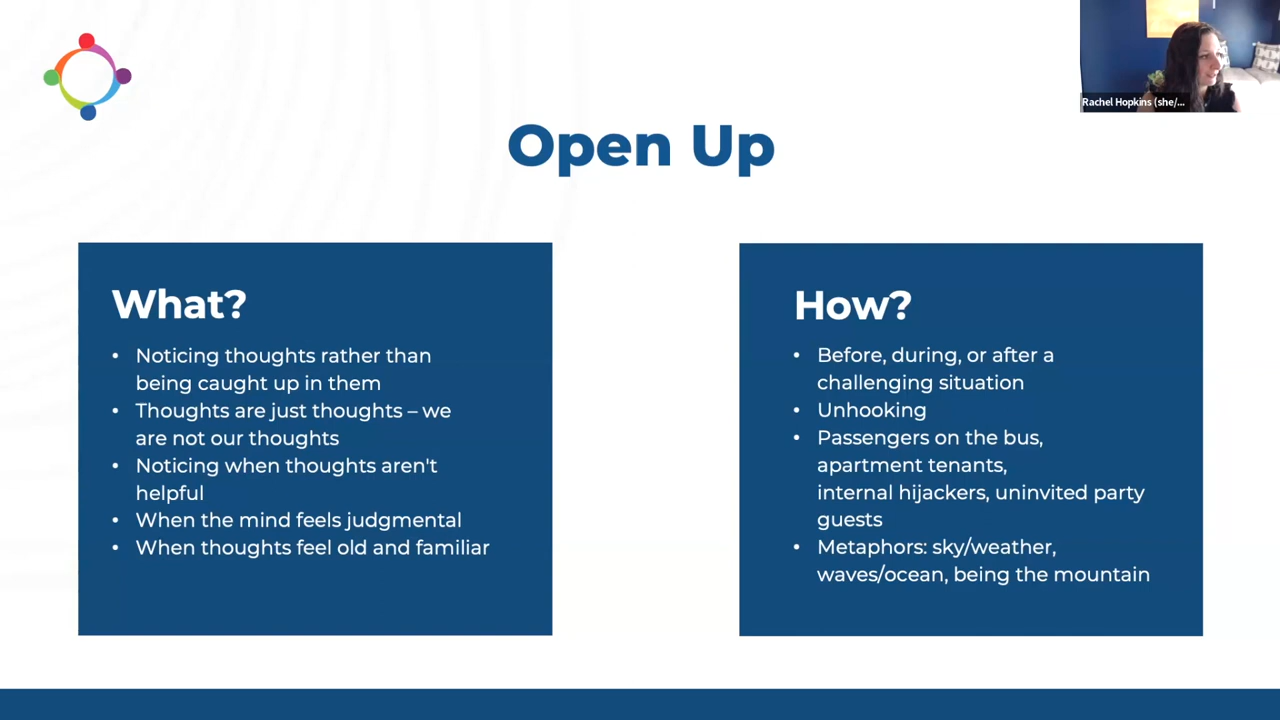 Rachel Hopkins (she/...
Open Up
What?
• Noticing thoughts rather than
being caught up in them
• Thoughts are just thoughts – we
are not our thoughts
• Noticing when thoughts aren't
helpful
• When the mind feels judgmental
• When thoughts feel old and familiar
How?
• Before, during, or after a
challenging situation
• Unhooking
• Passengers on the bus,
apartment tenants,
internal hijackers, uninvited party
guests
• Metaphors: sky/weather,
waves/ocean, being the mountain